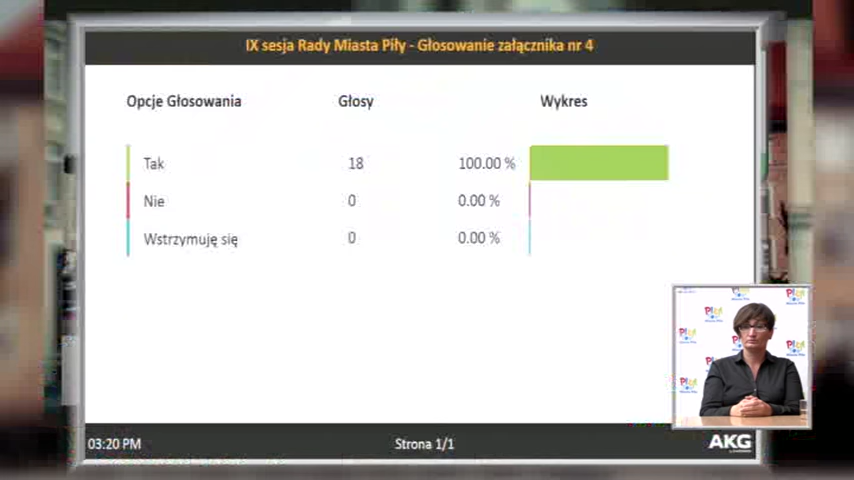 IX sesja Rady Miasta Piły - Głosowanie załącznika nr 4
Opcje Głosowania Głosy Wykres
Tak 18 100.00 %
Nie 0 0.00 %
Wstrzymuję się 0 0.00 %
03:20 PM Strona 1/1 AKG